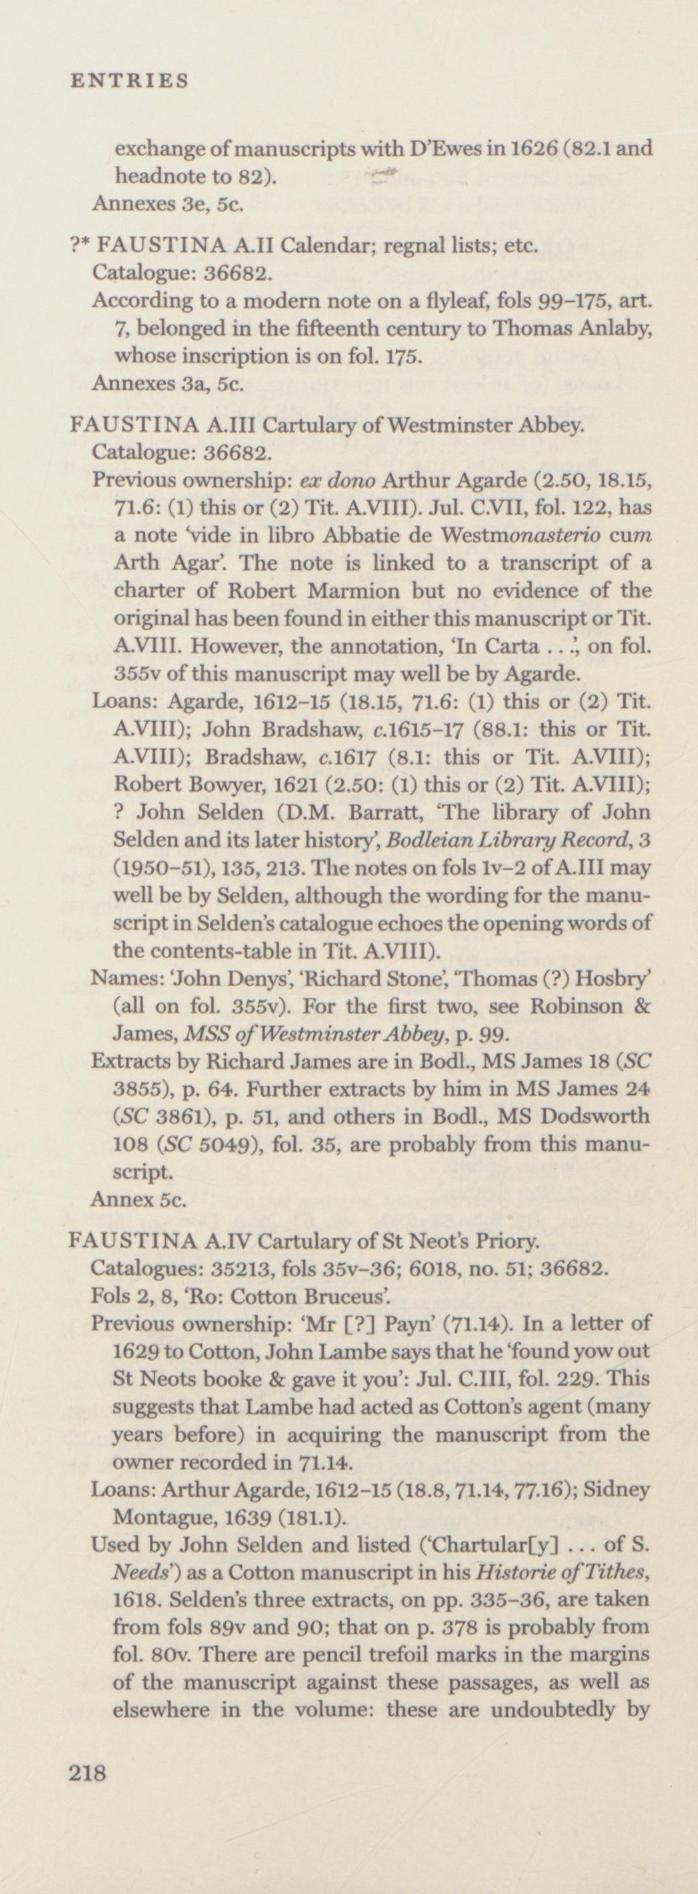 ENTRIES
exchange of manuscripts with D'Ewes in 1626 (82.1 and
headnote to 82).
Annexes 3e, 5c.
?* FAUSTINA A.II Calendar; regnal lists; etc.
Catalogue: 36682.
According to a modern note on a flyleaf, fols 99–175, art.
7, belonged in the fifteenth century to Thomas Anlaby,
whose inscription is on fol. 175.
Annexes 3a, 5c.
FAUSTINA A.III Cartulary of Westminster Abbey.
Catalogue: 36682.
Previous ownership: ex dono Arthur Agarde (2.50, 18.15,
71.6: (1) this or (2) Tit. A.VIII). Jul. C.VII, fol. 122, has
a note ‘vide in libro Abbatie de Westmonasterio cum
Arth Agar’. The note is linked to a transcript of a
charter of Robert Marmion but no evidence of the
original has been found in either this manuscript or Tit.
A.VIII. However, the annotation, ‘In Carta . . .’, on fol.
355v of this manuscript may well be by Agarde.
Loans: Agarde, 1612–15 (18.15, 71.6: (1) this or (2) Tit.
A.VIII); John Bradshaw, c.1615–17 (88.1: this or Tit.
A.VIII); Bradshaw, c.1617 (8.1: this or Tit. A.VIII);
Robert Bowyer, 1621 (2.50: (1) this or (2) Tit. A.VIII);
? John Selden (D.M. Barratt, ‘The library of John
Selden and its later history’, Bodleian Library Record, 3
(1950–51), 135, 213. The notes on fols 1v–2 of A.III may
well be by Selden, although the wording for the manu-
script in Selden's catalogue echoes the opening words of
the contents-table in Tit. A.VIII).
Names: ‘John Denys’, ‘Richard Stone’, ‘Thomas (?) Hosbry’
(all on fol. 355v). For the first two, see Robinson &
James, MSS of Westminster Abbey, p. 99.
Extracts by Richard James are in Bodl., MS James 18 (SC
3855), p. 64. Further extracts by him in MS James 24
(SC 3861), p. 51, and others in Bodl., MS Dodsworth
108 (SC 5049), fol. 35, are probably from this manu-
script.
Annex 5c.
FAUSTINA A.IV Cartulary of St Neot's Priory.
Catalogues: 35213, fols 35v–36; 6018, no. 51; 36682.
Fols 2, 8, ‘Ro: Cotton Bruceus’.
Previous ownership: ‘Mr [?] Payn’ (71.14). In a letter of
1629 to Cotton, John Lambe says that he ‘found yow out
St Neots booke & gave it you’: Jul. C.III, fol. 229. This
suggests that Lambe had acted as Cotton's agent (many
years before) in acquiring the manuscript from the
owner recorded in 71.14.
Loans: Arthur Agarde, 1612–15 (18.8, 71.14, 77.16); Sidney
Montague, 1639 (181.1).
Used by John Selden and listed (‘Chartular[y] . . . of S.
Needs’) as a Cotton manuscript in his Historie of Tithes,
1618. Selden's three extracts, on pp. 335–36, are taken
from fols 89v and 90; that on p. 378 is probably from
fol. 80v. There are pencil trefoil marks in the margins
of the manuscript against these passages, as well as
elsewhere in the volume: these are undoubtedly by
218